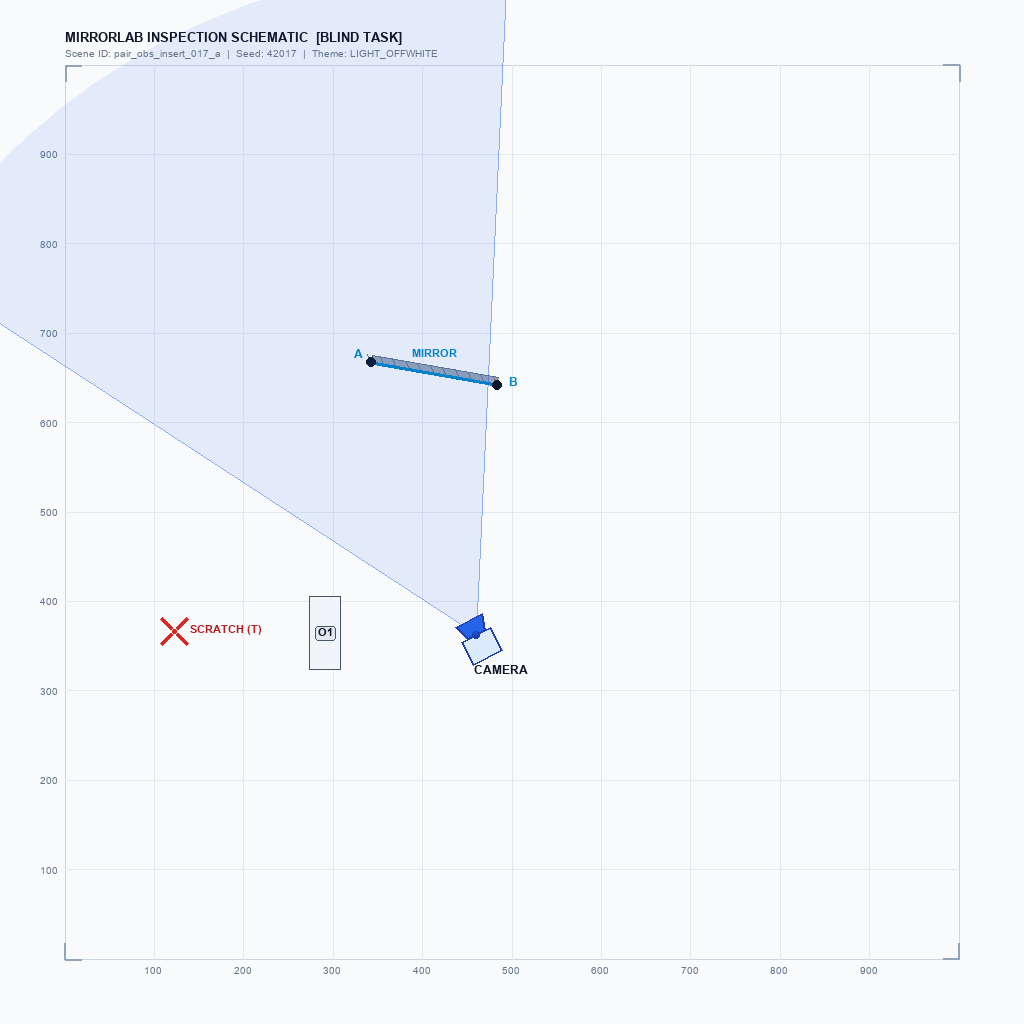 MIRRORLAB INSPECTION SCHEMATIC [BLIND TASK]
Scene ID: pair_obs_insert_017_a | Seed: 42017 | Theme: LIGHT_OFFWHITE
900
800
700
A
MIRROR
B
600
500
400
SCRATCH (T)
O1
CAMERA
300
200
100
100 200 300 400 500 600 700 800 900